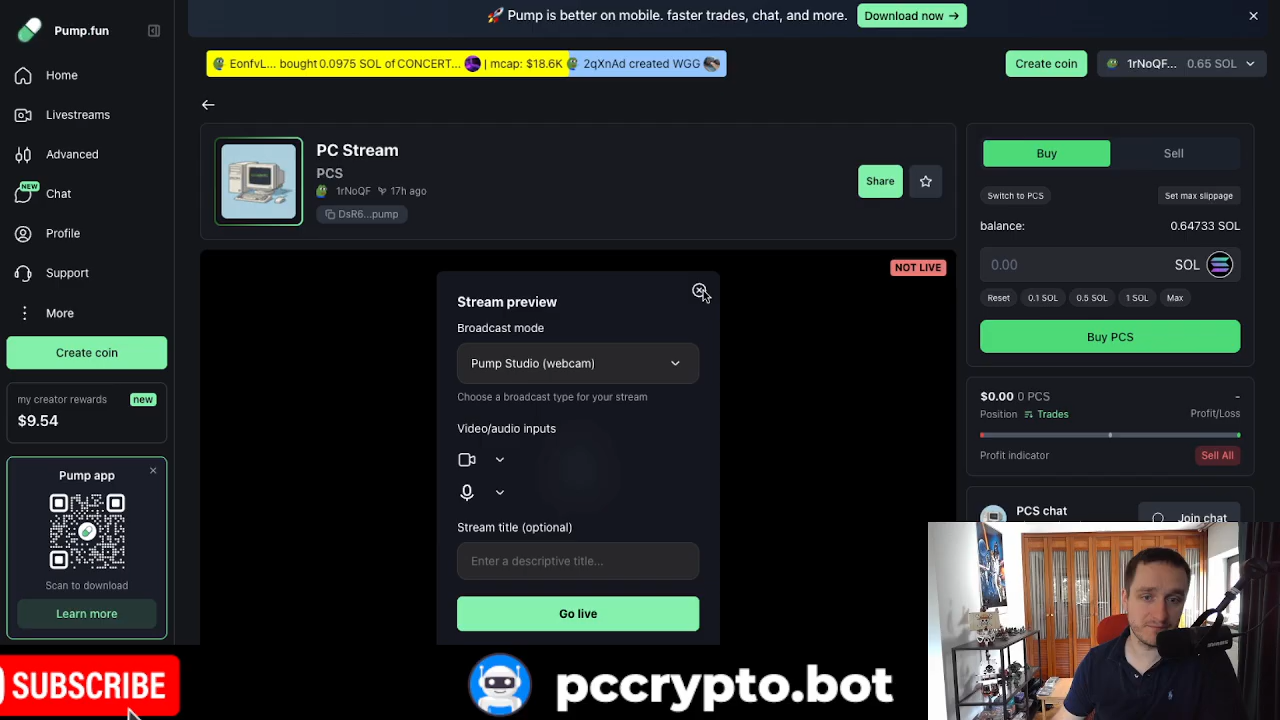 🚀 Pump is better on mobile. faster trades, chat, and more.
Download now →
Pump.fun
EonfvL... bought 0.0975 SOL of CONCERT... | mcap: $18.6K
2qXnAd created WGG
Create coin
1rNoQF... 0.65 SOL
Home
Livestreams
Advanced
NEW
Chat
Profile
Support
More
Create coin
my creator rewards new
$9.54
Pump app
Scan to download
Learn more
PC Stream
PCS
1rNoQF 17h ago
DsR6...pump
Share
NOT LIVE
Stream preview
Broadcast mode
Pump Studio (webcam)
Choose a broadcast type for your stream
Video/audio inputs
Stream title (optional)
Enter a descriptive title...
Go live
Buy Sell
Switch to PCS Set max slippage
balance: 0.64733 SOL
0.00 SOL
Reset 0.1 SOL 0.5 SOL 1 SOL Max
Buy PCS
$0.00 0 PCS -
Position Trades Profit/Loss
Profit indicator Sell All
PCS chat
Join chat
SUBSCRIBE
pccrypto.bot